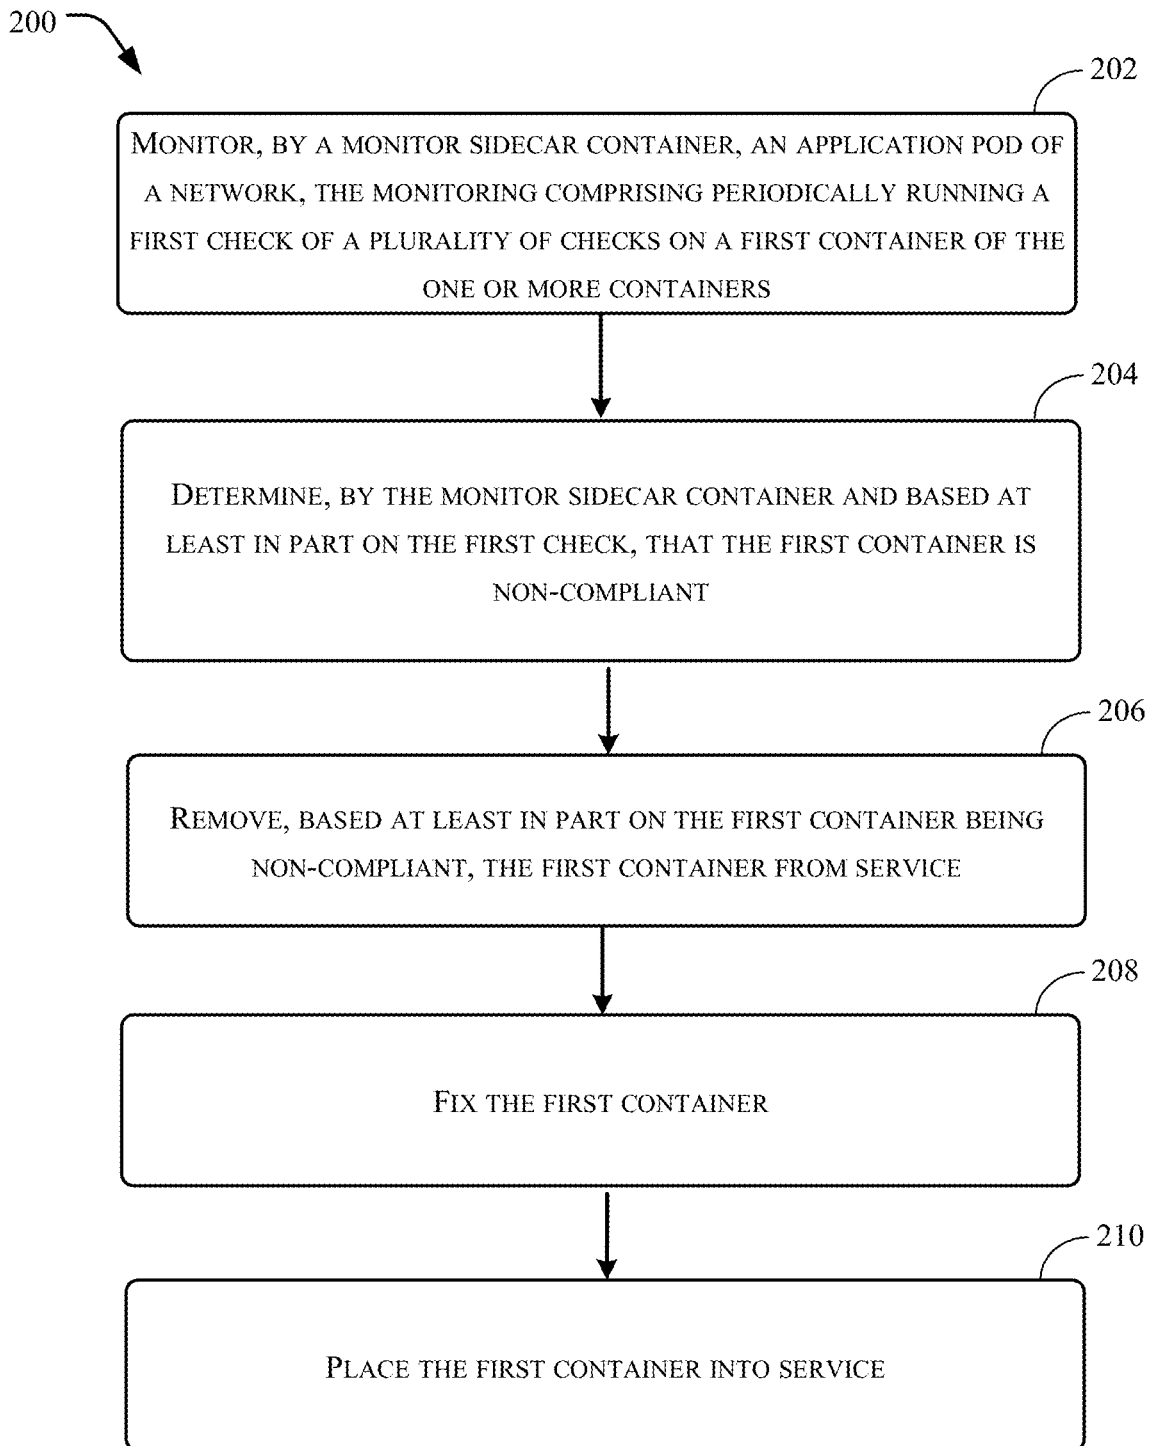 200
202
MONITOR, BY A MONITOR SIDECAR CONTAINER, AN APPLICATION POD OF
A NETWORK, THE MONITORING COMPRISING PERIODICALLY RUNNING A
FIRST CHECK OF A PLURALITY OF CHECKS ON A FIRST CONTAINER OF THE
ONE OR MORE CONTAINERS
204
DETERMINE, BY THE MONITOR SIDECAR CONTAINER AND BASED AT
LEAST IN PART ON THE FIRST CHECK, THAT THE FIRST CONTAINER IS
NON-COMPLIANT
206
REMOVE, BASED AT LEAST IN PART ON THE FIRST CONTAINER BEING
NON-COMPLIANT, THE FIRST CONTAINER FROM SERVICE
208
FIX THE FIRST CONTAINER
210
PLACE THE FIRST CONTAINER INTO SERVICE